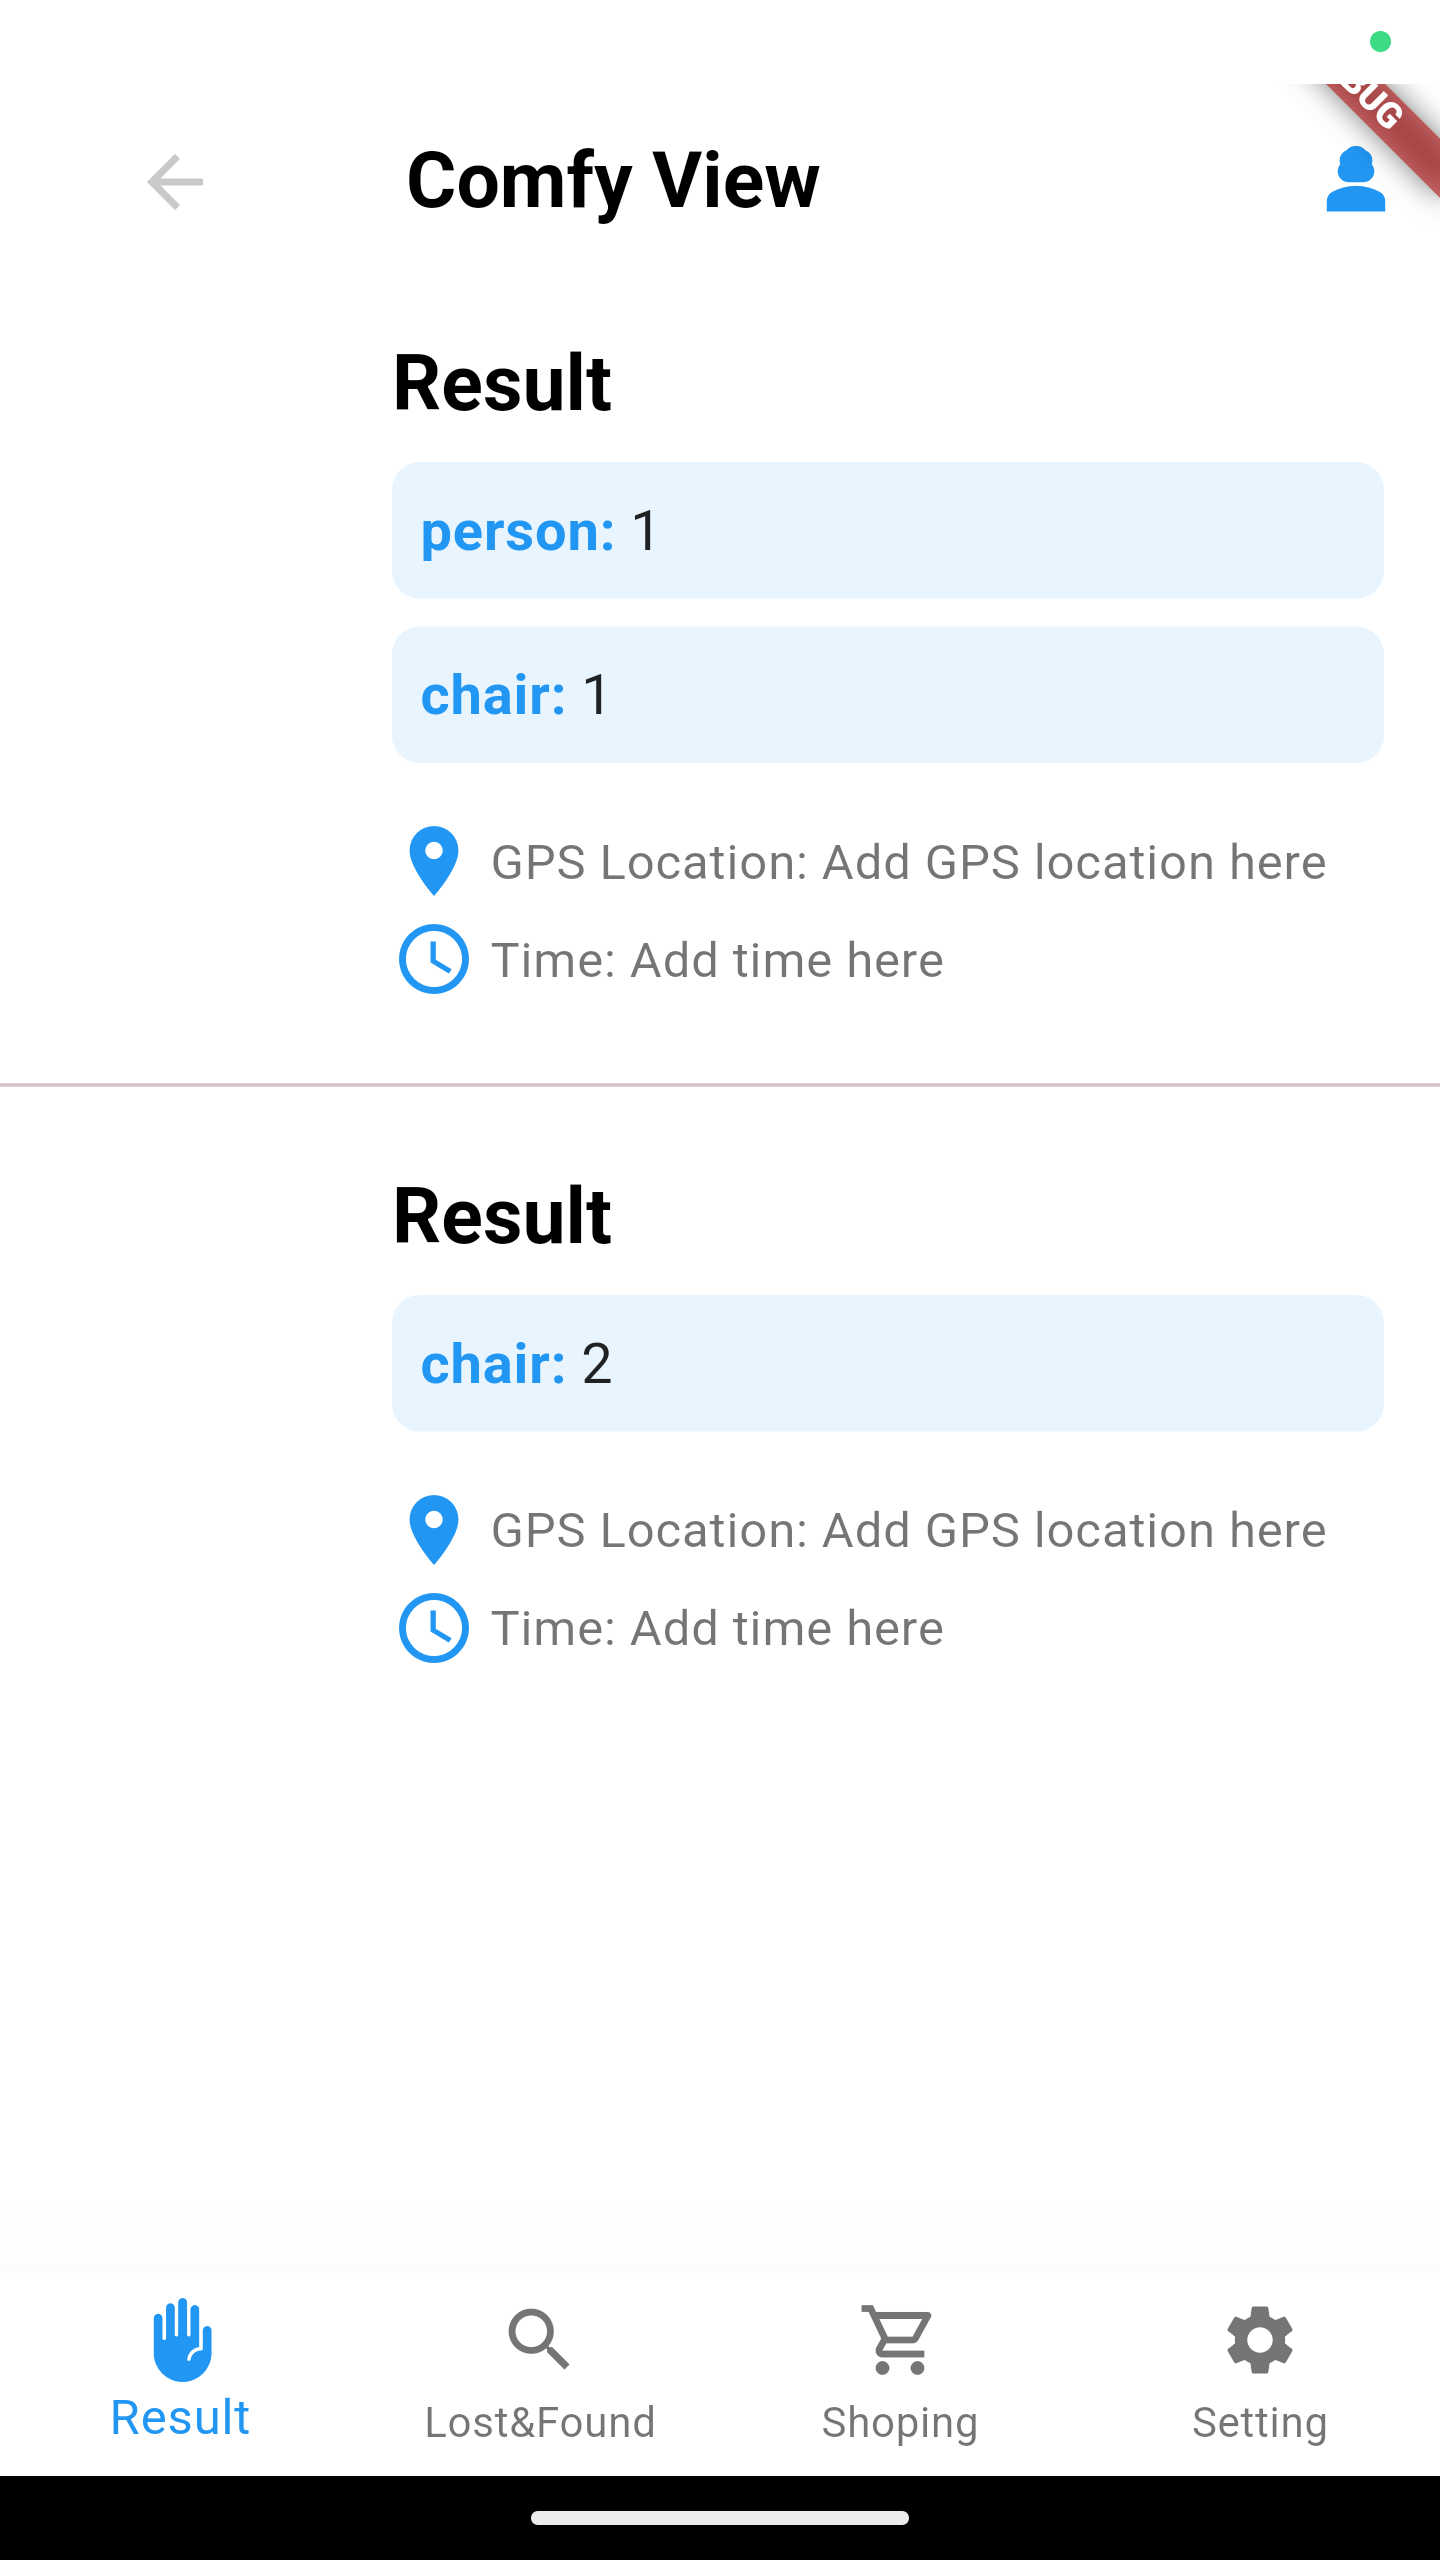 BUG
Comfy View
Result
person: 1
chair: 1
GPS Location: Add GPS location here
Time: Add time here
Result
chair: 2
GPS Location: Add GPS location here
Time: Add time here
Result
Lost&Found
Shoping
Setting